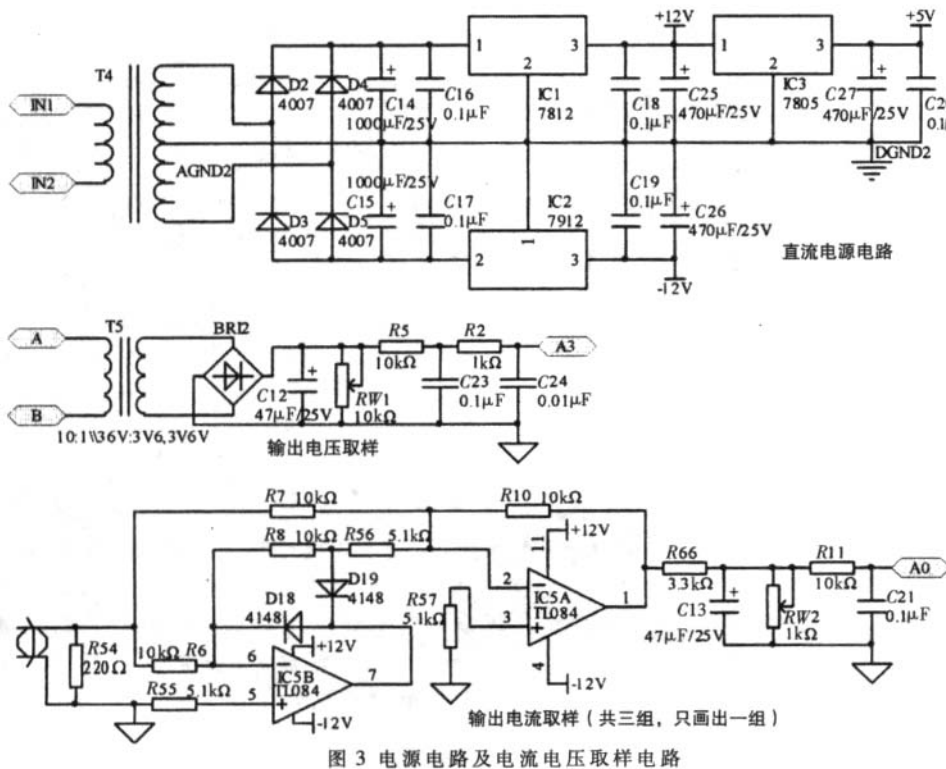 +12V
+5V
T4
IN1
IN2
AGND2
D2
4007
D4
4007
C14
1000μF/25V
C16
0.1μF
1
3
2
IC1
7812
C18
0.1μF
C25
470μF/25V
1
3
2
IC3
7805
C27
470μF/25V
DGND2
D3
4007
D5
4007
1000μF/25V
C15
C17
0.1μF
IC2
7912
1
2
3
C19
0.1μF
C26
470μF/25V
-12V
直流电源电路
A
B
T5
BRI2
10:1\\36V:3V6,3V6V
C12
47μF/25V
RW1
10kΩ
R5
10kΩ
R2
1kΩ
C23
0.1μF
C24
0.01μF
A3
输出电压取样
R7 10kΩ
R8 10kΩ
R56 5.1kΩ
R10 10kΩ
D19
4148
D18
4148
R54
220Ω
10kΩ R6
R55 5.1kΩ
6
5
7
IC5B
TL084
+12V
-12V
R57
5.1kΩ
2
3
1
11
4
IC5A
TL084
+12V
-12V
R66
3.3kΩ
C13
47μF/25V
RW2
1kΩ
R11
10kΩ
C21
0.1μF
A0
输出电流取样（共三组，只画出一组）
图 3 电源电路及电流电压取样电路